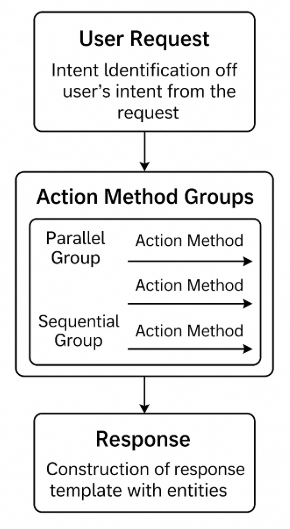 User Request
Intent Identification off
user's intent from the
request
Action Method Groups
Parallel
Group
Action Method
Action Method
Sequential
Group
Action Method
Response
Construction of response
template with entities